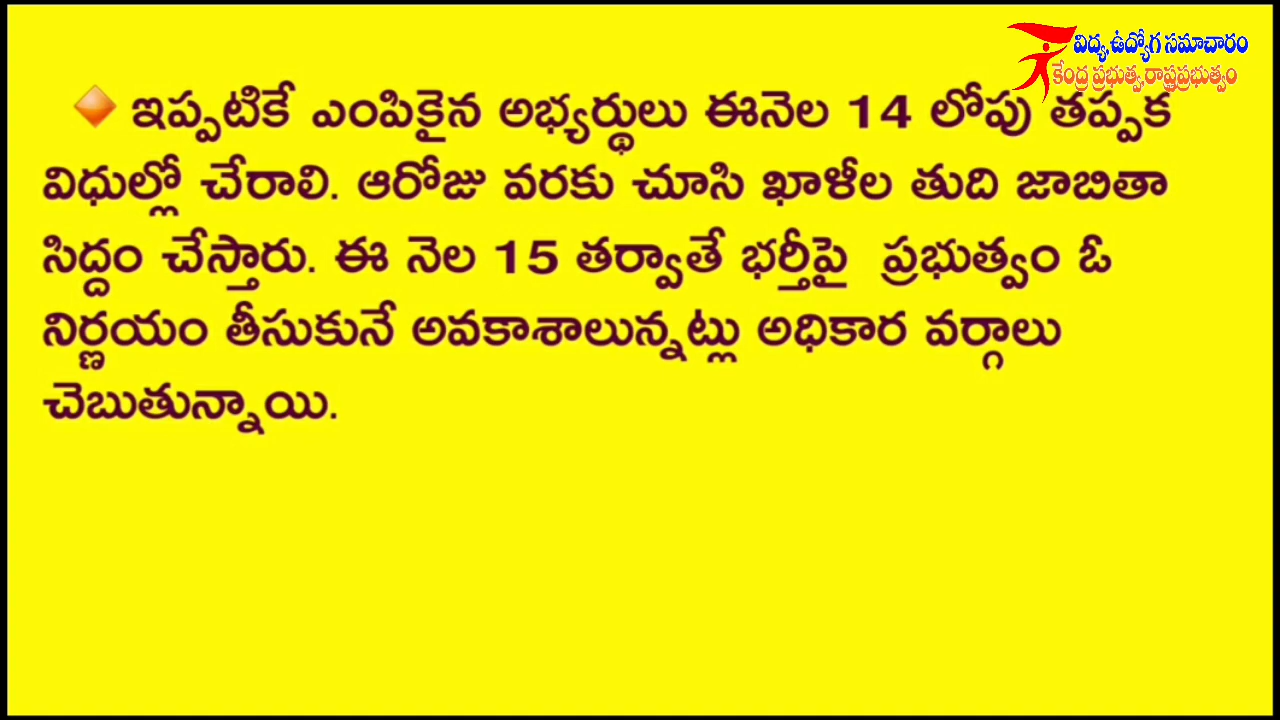 విద్య,ఉద్యోగ సమాచారం
కేంద్ర ప్రభుత్వ,రాష్ట్రప్రభుత్వం
ఇప్పటికే ఎంపికైన అభ్యర్థులు ఈనెల 14 లోపు తప్పక
విధుల్లో చేరాలి. ఆరోజు వరకు చూసి ఖాళీల తుది జాబితా
సిద్దం చేస్తారు. ఈ నెల 15 తర్వాతే భర్తీపై ప్రభుత్వం ఓ
నిర్ణయం తీసుకునే అవకాశాలున్నట్లు అధికార వర్గాలు
చెబుతున్నాయి.